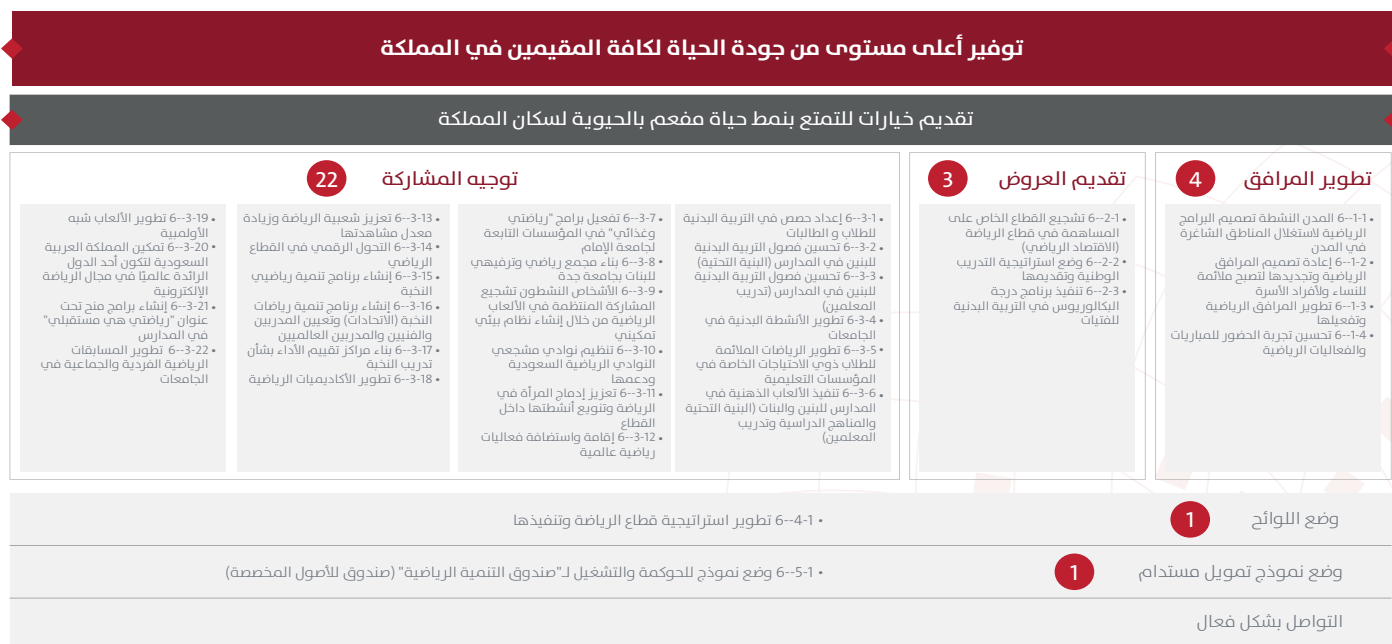 توفير أعلى مستوى من جودة الحياة لكافة المقيمين في المملكة
تقديم خيارات للتمتع بنمط حياة مفعم بالحيوية لسكان المملكة
تطوير المرافق 4
• 1-1--6 المدن النشطة تصميم البرامج
الرياضية لاستغلال المناطق الشاغرة
في المدن
• 2-1--6 إعادة تصميم المرافق
الرياضية وتجديدها لتصبح ملائمة
للنساء ولأفراد الأسرة
• 3-1--6 تطوير المرافق الرياضية
وتفعيلها
• 4-1--6 تحسين تجربة الحضور للمباريات
والفعاليات الرياضية
تقديم العروض 3
• 1-2--6 تشجيع القطاع الخاص على
المساهمة في قطاع الرياضة
(الاقتصاد الرياضي)
• 2-2--6 وضع استراتيجية التدريب
الوطنية وتقديمها
• 3-2--6 تنفيذ برنامج درجة
البكالوريوس في التربية البدنية
للفتيات
توجيه المشاركة 22
• 1-3--6 إعداد حصص في التربية البدنية
للطلاب و الطالبات
• 2-3--6 تحسين فصول التربية البدنية
للبنين في المدارس (البنية التحتية)
• 3-3--6 تحسين فصول التربية البدنية
للبنين في المدارس (تدريب
المعلمين)
• 4-3-6 تطوير الأنشطة البدنية في
الجامعات
• 5-3--6 تطوير الرياضات الملائمة
للطلاب ذوي الاحتياجات الخاصة في
المؤسسات التعليمية
• 6-3--6 تنفيذ الألعاب الذهنية في
المدارس للبنين والبنات (البنية التحتية
والمناهج الدراسية وتدريب
المعلمين)
• 7-3--6 تفعيل برامج "رياضتي
وغذائي" في المؤسسات التابعة
لجامعة الإمام
• 8-3--6 بناء مجمع رياضي وترفيهي
للبنات بجامعة جدة
• 9-3--6 الأشخاص النشطون تشجيع
المشاركة المنتظمة في الألعاب
الرياضية من خلال إنشاء نظام بيئي
تمكيني
• 10-3--6 تنظيم نوادي مشجعي
النوادي الرياضية السعودية
ودعمها
• 11-3--6 تعزيز إدماج المرأة في
الرياضة وتنويع أنشطتها داخل
القطاع
• 12-3--6 إقامة واستضافة فعاليات
رياضية عالمية
• 13-3--6 تعزيز شعبية الرياضة وزيادة
معدل مشاهدتها
• 14-3--6 التحول الرقمي في القطاع
الرياضي
• 15-3--6 إنشاء برنامج تنمية رياضيي
النخبة
• 16-3--6 إنشاء برنامج تنمية رياضات
النخبة (الاتحادات) وتعيين المدربين
والفنيين والمدربين العالميين
• 17-3--6 بناء مراكز تقييم الأداء بشأن
تدريب النخبة
• 18-3--6 تطوير الأكاديميات الرياضية
• 19-3--6 تطوير الألعاب شبه
الأولمبية
• 20-3--6 تمكين المملكة العربية
السعودية لتكون أحد الدول
الرائدة عالميًا في مجال الرياضة
الإلكترونية
• 21-3--6 إنشاء برامج منح تحت
عنوان "رياضتي هي مستقبلي"
في المدارس
• 22-3--6 تطوير المسابقات
الرياضية الفردية والجماعية في
الجامعات
وضع اللوائح 1
• 1-4--6 تطوير استراتيجية قطاع الرياضة وتنفيذها
وضع نموذج تمويل مستدام 1
• 1-5--6 وضع نموذج للحوكمة والتشغيل لـ"صندوق التنمية الرياضية" (صندوق للأصول المخصصة)
التواصل بشكل فعال